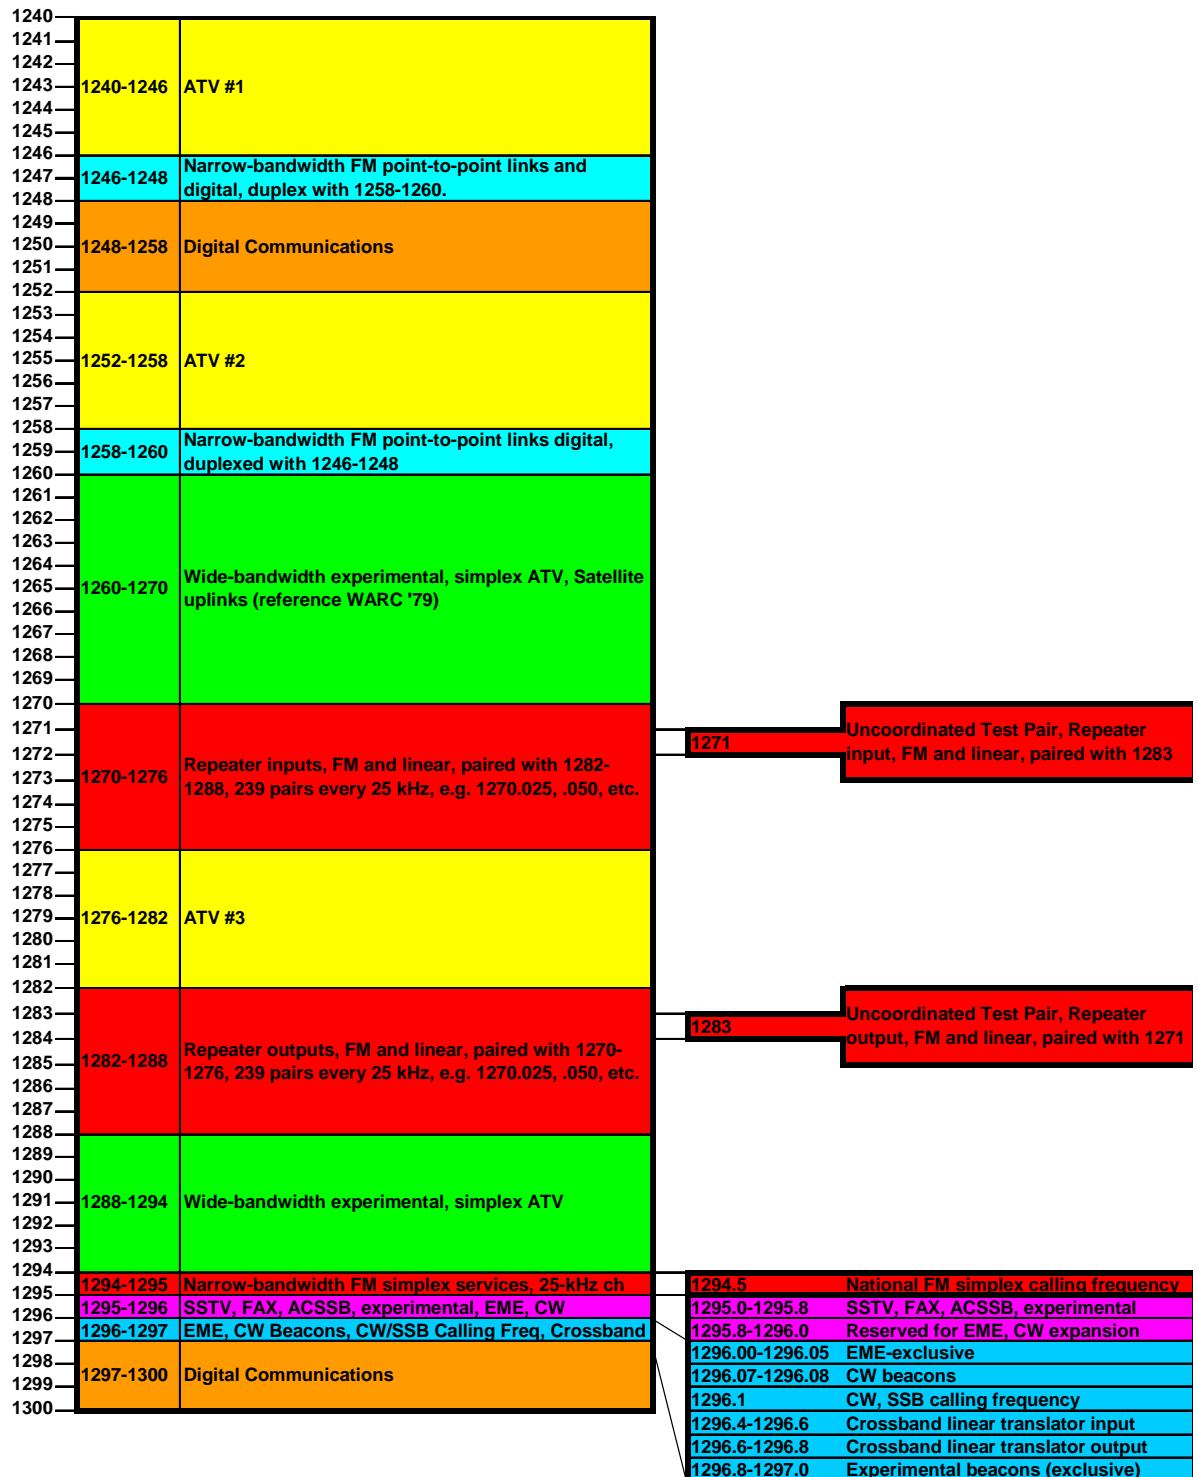 1240
1241
1242
1243
1244
1245
1246
1247
1248
1249
1250
1251
1252
1253
1254
1255
1256
1257
1258
1259
1260
1261
1262
1263
1264
1265
1266
1267
1268
1269
1270
1271
1272
1273
1274
1275
1276
1277
1278
1279
1280
1281
1282
1283
1284
1285
1286
1287
1288
1289
1290
1291
1292
1293
1294
1295
1296
1297
1298
1299
1300
1240-1246 ATV #1
1246-1248 Narrow-bandwidth FM point-to-point links and
digital, duplex with 1258-1260.
1248-1258 Digital Communications
1252-1258 ATV #2
1258-1260 Narrow-bandwidth FM point-to-point links digital,
duplexed with 1246-1248
1260-1270 Wide-bandwidth experimental, simplex ATV, Satellite
uplinks (reference WARC '79)
1270-1276 Repeater inputs, FM and linear, paired with 1282-
1288, 239 pairs every 25 kHz, e.g. 1270.025, .050, etc.
1276-1282 ATV #3
1282-1288 Repeater outputs, FM and linear, paired with 1270-
1276, 239 pairs every 25 kHz, e.g. 1270.025, .050, etc.
1288-1294 Wide-bandwidth experimental, simplex ATV
1294-1295 Narrow-bandwidth FM simplex services, 25-kHz ch
1295-1296 SSTV, FAX, ACSSB, experimental, EME, CW
1296-1297 EME, CW Beacons, CW/SSB Calling Freq, Crossband
1297-1300 Digital Communications
1271 Uncoordinated Test Pair, Repeater
input, FM and linear, paired with 1283
1283 Uncoordinated Test Pair, Repeater
output, FM and linear, paired with 1271
1294.5 National FM simplex calling frequency
1295.0-1295.8 SSTV, FAX, ACSSB, experimental
1295.8-1296.0 Reserved for EME, CW expansion
1296.00-1296.05 EME-exclusive
1296.07-1296.08 CW beacons
1296.1 CW, SSB calling frequency
1296.4-1296.6 Crossband linear translator input
1296.6-1296.8 Crossband linear translator output
1296.8-1297.0 Experimental beacons (exclusive)